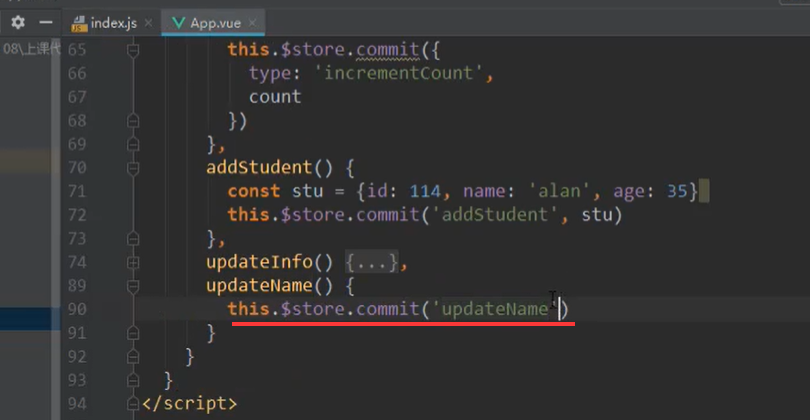 index.js
App.vue
08\上课代
65 this.$store.commit({
66 type: 'incrementCount',
67 count
68 })
69 },
70 addStudent() {
71 const stu = {id: 114, name: 'alan', age: 35}
72 this.$store.commit('addStudent', stu)
73 },
74 updateInfo() {...},
89 updateName() {
90 this.$store.commit('updateName')
91 }
92 }
93 }
94 </script>